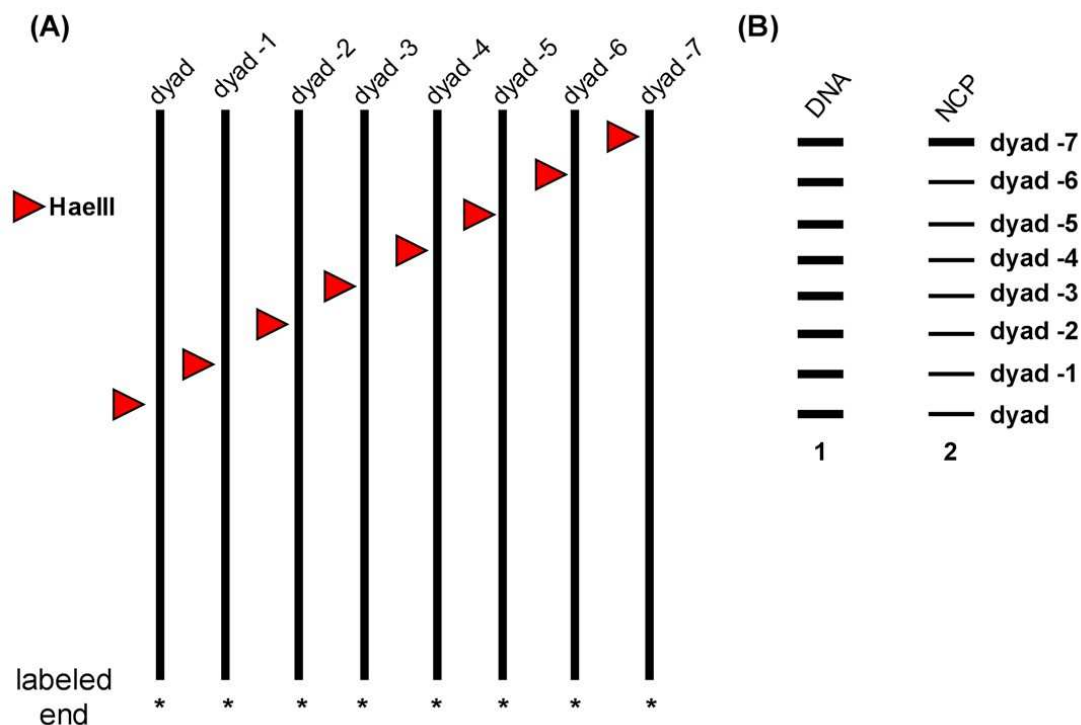 (A)
dyad
dyad -1
dyad -2
dyad -3
dyad -4
dyad -5
dyad -6
dyad -7
HaeIII
labeled
end
* * * * * * * *
(B)
DNA
NCP
dyad -7
dyad -6
dyad -5
dyad -4
dyad -3
dyad -2
dyad -1
dyad
1
2